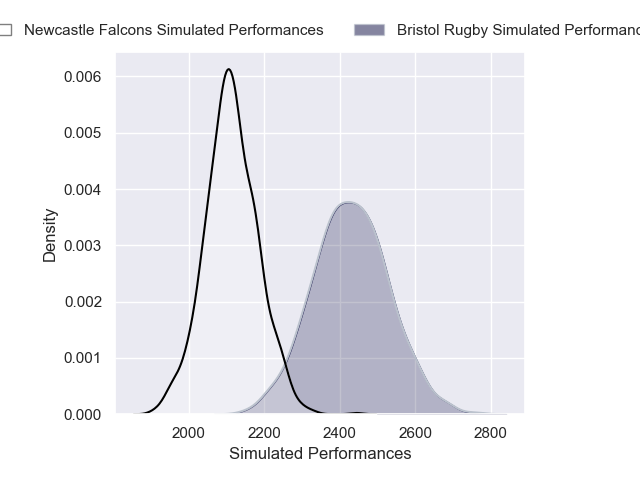 Newcastle Falcons Simulated Performances
Bristol Rugby Simulated
0.006
0.005
0.004
0.003
0.002
0.001
0.000
Density
2000 2200 2400 2600 2800
Simulated Performances